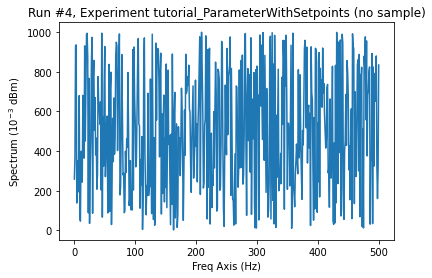 Run #4, Experiment tutorial_ParameterWithSetpoints (no sample)
1000
800
600
400
200
0
Spectrum (10⁻³ dBm)
0 100 200 300 400 500
Freq Axis (Hz)